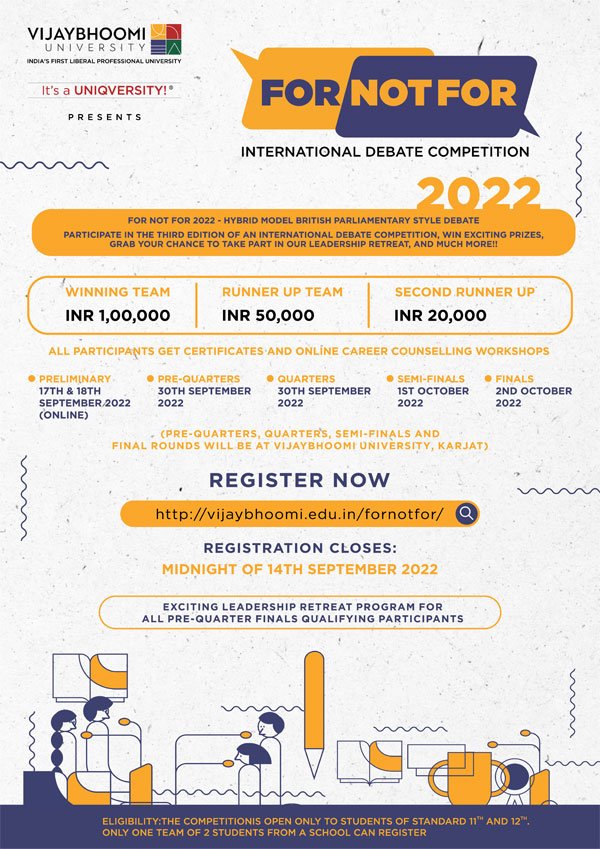 VIJAYBHOOMI
UNIVERSITY
INDIA'S FIRST LIBERAL PROFESSIONAL UNIVERSITY
It's a UNIQVERSITY!®
PRESENTS
FOR NOT FOR
INTERNATIONAL DEBATE COMPETITION
2022
FOR NOT FOR 2022 - HYBRID MODEL BRITISH PARLIAMENTARY STYLE DEBATE
PARTICIPATE IN THE THIRD EDITION OF AN INTERNATIONAL DEBATE COMPETITION, WIN EXCITING PRIZES,
GRAB YOUR CHANCE TO TAKE PART IN OUR LEADERSHIP RETREAT, AND MUCH MORE!!
WINNING TEAM
INR 1,00,000
RUNNER UP TEAM
INR 50,000
SECOND RUNNER UP
INR 20,000
ALL PARTICIPANTS GET CERTIFICATES AND ONLINE CAREER COUNSELLING WORKSHOPS
PRELIMINARY
17TH & 18TH
SEPTEMBER 2022
(ONLINE)
PRE-QUARTERS
30TH SEPTEMBER
2022
QUARTERS
30TH SEPTEMBER
2022
SEMI-FINALS
1ST OCTOBER
2022
FINALS
2ND OCTOBER
2022
(PRE-QUARTERS, QUARTERS, SEMI-FINALS AND
FINAL ROUNDS WILL BE AT VIJAYBHOOMI UNIVERSITY, KARJAT)
REGISTER NOW
http://vijaybhoomi.edu.in/fornotfor/
REGISTRATION CLOSES:
MIDNIGHT OF 14TH SEPTEMBER 2022
EXCITING LEADERSHIP RETREAT PROGRAM FOR
ALL PRE-QUARTER FINALS QUALIFYING PARTICIPANTS
ELIGIBILITY:THE COMPETITIONIS OPEN ONLY TO STUDENTS OF STANDARD 11TH AND 12TH.
ONLY ONE TEAM OF 2 STUDENTS FROM A SCHOOL CAN REGISTER